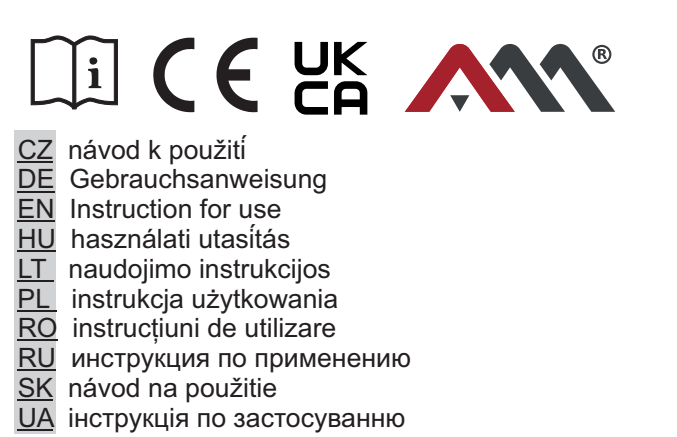 i CE UK CA ®
CZ návod k použití
DE Gebrauchsanweisung
EN Instruction for use
HU használati utasítás
LT naudojimo instrukcijos
PL instrukcja użytkowania
RO instrucțiuni de utilizare
RU инструкция по применению
SK návod na použitie
UA інструкція по застосуванню